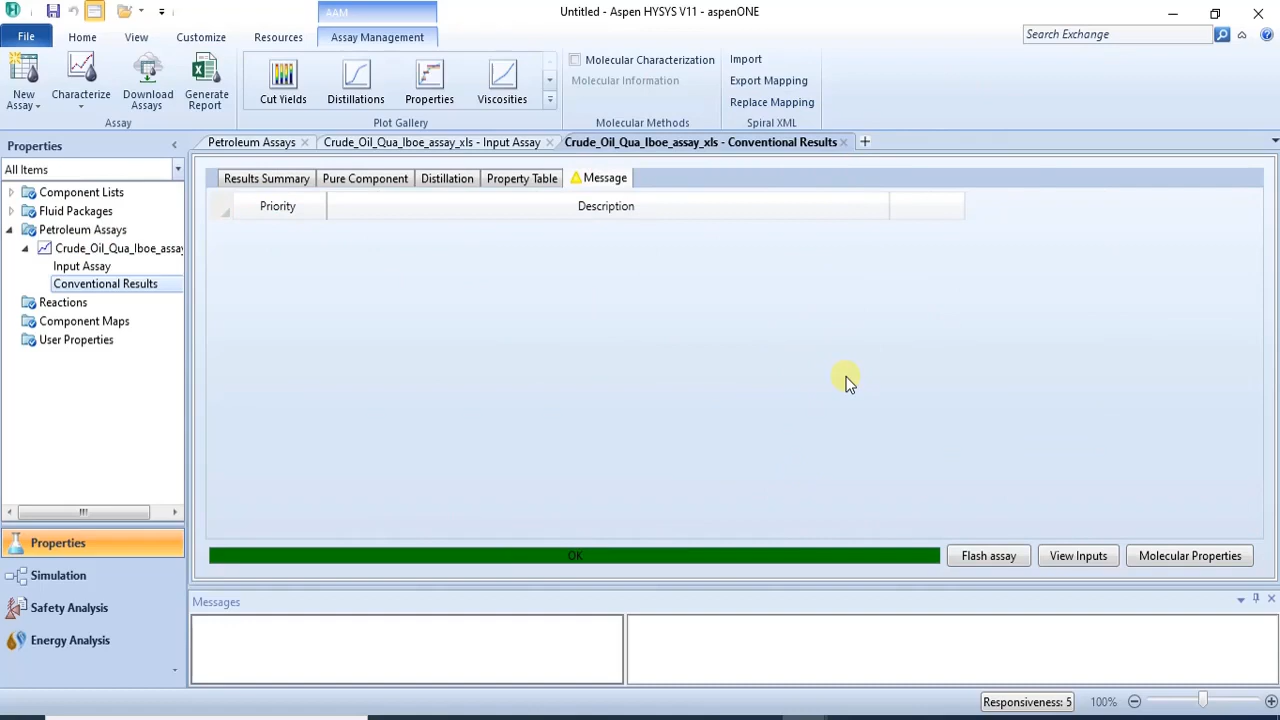 AAM
Untitled - Aspen HYSYS V11 - aspenONE
File
Home
View
Customize
Resources
Assay Management
Search Exchange
New Assay
Characterize
Download Assays
Generate Report
Assay
Cut Yields
Distillations
Properties
Viscosities
Plot Gallery
Molecular Characterization
Molecular Information
Molecular Methods
Import
Export Mapping
Replace Mapping
Spiral XML
Properties
All Items
Component Lists
Fluid Packages
Petroleum Assays
Crude_Oil_Qua_Iboe_assay
Input Assay
Conventional Results
Reactions
Component Maps
User Properties
Properties
Simulation
Safety Analysis
Energy Analysis
Petroleum Assays
Crude_Oil_Qua_Iboe_assay_xls - Input Assay
Crude_Oil_Qua_Iboe_assay_xls - Conventional Results
Results Summary
Pure Component
Distillation
Property Table
Message
Priority
Description
OK
Flash assay
View Inputs
Molecular Properties
Messages
Responsiveness: 5
100%